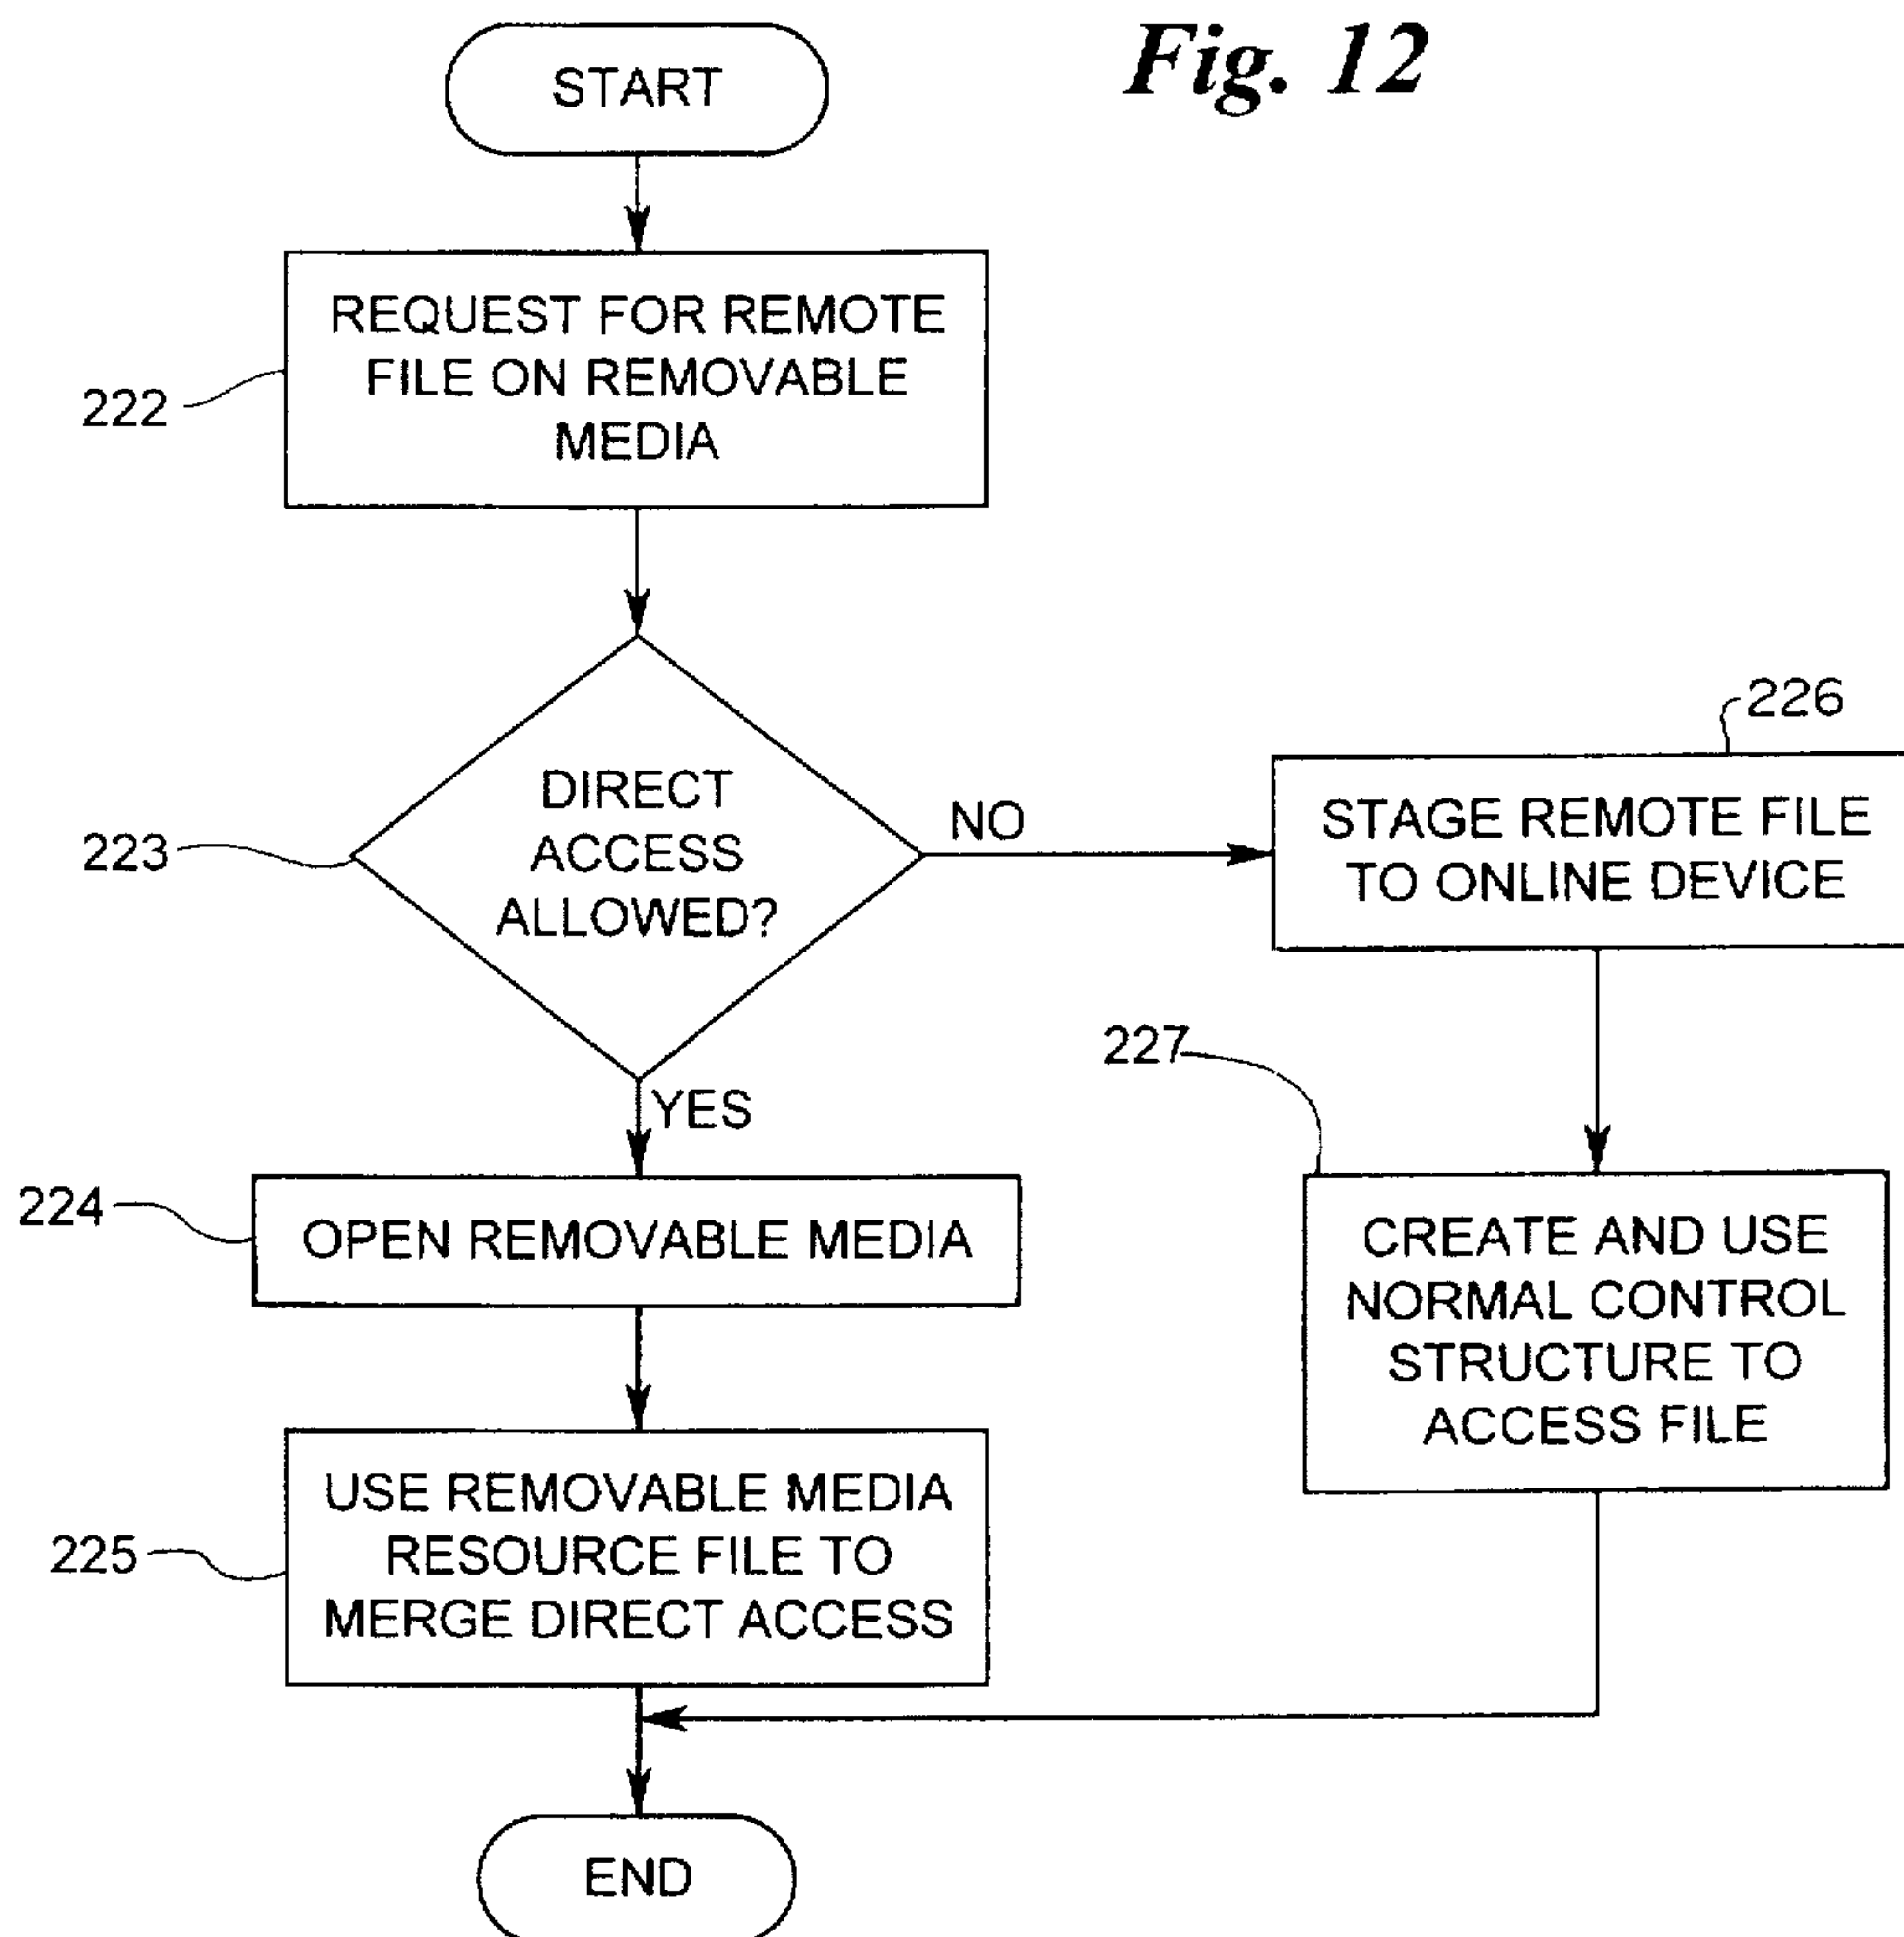 Fig. 12
START
222
REQUEST FOR REMOTE
FILE ON REMOVABLE
MEDIA
223
DIRECT
ACCESS
ALLOWED?
NO
226
STAGE REMOTE FILE
TO ONLINE DEVICE
YES
227
CREATE AND USE
NORMAL CONTROL
STRUCTURE TO
ACCESS FILE
224
OPEN REMOVABLE MEDIA
225
USE REMOVABLE MEDIA
RESOURCE FILE TO
MERGE DIRECT ACCESS
END